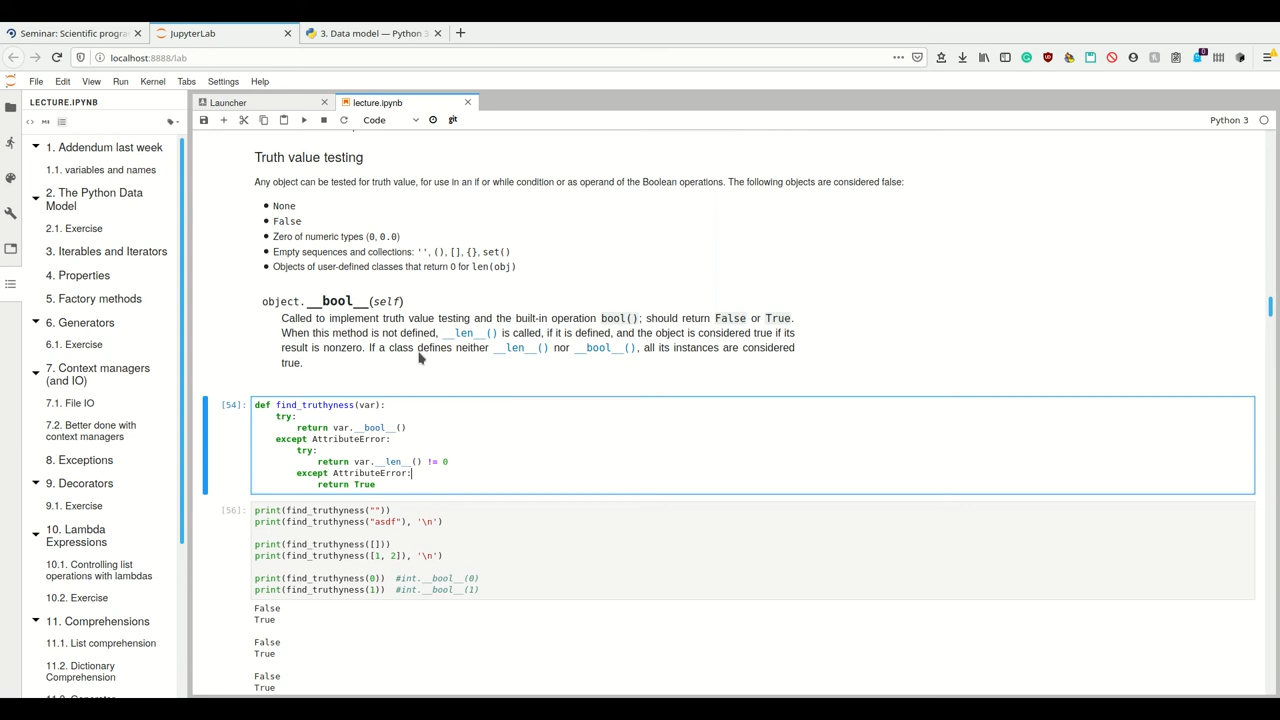 Seminar: Scientific progra
JupyterLab
3. Data model — Python 3
localhost:8888/lab
File Edit View Run Kernel Tabs Settings Help
LECTURE.IPYNB
1. Addendum last week
1.1. variables and names
2. The Python Data
Model
2.1. Exercise
3. Iterables and Iterators
4. Properties
5. Factory methods
6. Generators
6.1. Exercise
7. Context managers
(and IO)
7.1. File IO
7.2. Better done with
context managers
8. Exceptions
9. Decorators
9.1. Exercise
10. Lambda
Expressions
10.1. Controlling list
operations with lambdas
10.2. Exercise
11. Comprehensions
11.1. List comprehension
11.2. Dictionary
Comprehension
Launcher
lecture.ipynb
Code
git
Python 3
Truth value testing
Any object can be tested for truth value, for use in an if or while condition or as operand of the Boolean operations. The following objects are considered false:
• None
• False
• Zero of numeric types (0, 0.0)
• Empty sequences and collections: '', (), [], {}, set()
• Objects of user-defined classes that return 0 for len(obj)
object.__bool__(self)
Called to implement truth value testing and the built-in operation bool(); should return False or True.
When this method is not defined, __len__() is called, if it is defined, and the object is considered true if its
result is nonzero. If a class defines neither __len__() nor __bool__(), all its instances are considered
true.
[54]:
def find_truthyness(var):
    try:
        return var.__bool__()
    except AttributeError:
        try:
            return var.__len__() != 0
        except AttributeError:
            return True
[56]:
print(find_truthyness(""))
print(find_truthyness("asdf"), '\n')
print(find_truthyness([]))
print(find_truthyness([1, 2]), '\n')
print(find_truthyness(0))  #int.__bool__(0)
print(find_truthyness(1))  #int.__bool__(1)
False
True
False
True
False
True